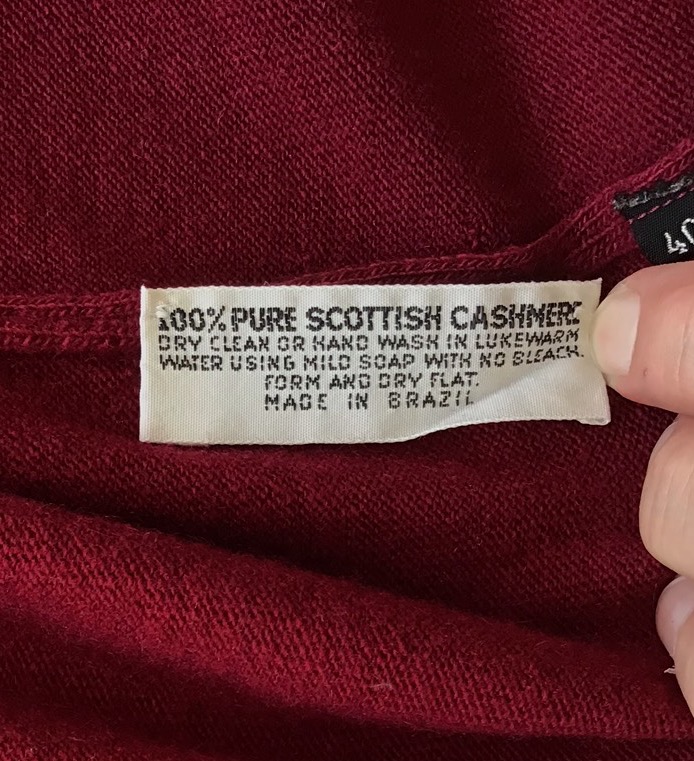 100% PURE SCOTTISH CASHMERE
DRY CLEAN OR HAND WASH IN LUKEWARM
WATER USING MILD SOAP WITH NO BLEACH.
FORM AND DRY FLAT.
MADE IN BRAZIL
40